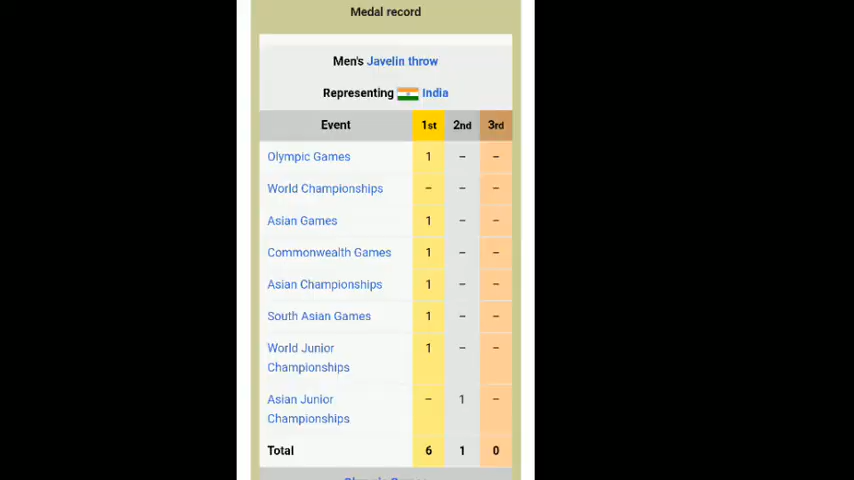 Medal record
Men's Javelin throw
Representing India
Event 1st 2nd 3rd
Olympic Games 1 – –
World Championships – – –
Asian Games 1 – –
Commonwealth Games 1 – –
Asian Championships 1 – –
South Asian Games 1 – –
World Junior
Championships 1 – –
Asian Junior
Championships – 1 –
Total 6 1 0